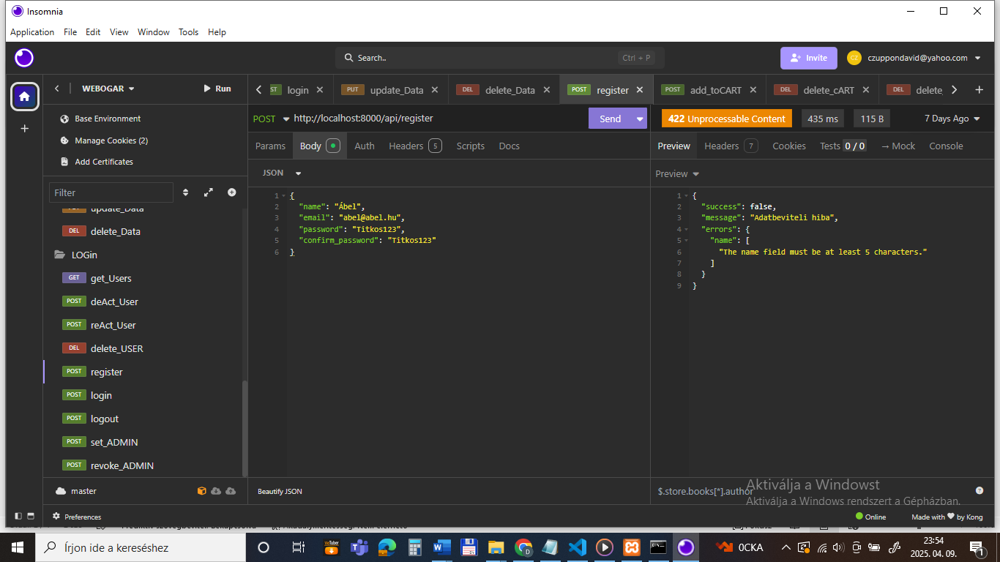 Insomnia
Application File Edit View Window Tools Help
Search.. Ctrl + P
Invite
CZ czuppondavid@yahoo.com
WEBOGAR Run
ST login PUT update_Data DEL delete_Data POST register POST add_toCART DEL delete_cART DEL delete_
Base Environment
Manage Cookies (2)
Add Certificates
Filter
update_Data
DEL delete_Data
LOGin
GET get_Users
POST deAct_User
POST reAct_User
DEL delete_USER
POST register
POST login
POST logout
POST set_ADMIN
POST revoke_ADMIN
master
Preferences
POST http://localhost:8000/api/register Send
Params Body Auth Headers 5 Scripts Docs
JSON
1 {
2 "name": "Ábel",
3 "email": "abel@abel.hu",
4 "password": "Titkos123",
5 "confirm_password": "Titkos123"
6 }
Beautify JSON
422 Unprocessable Content 435 ms 115 B 7 Days Ago
Preview Headers 7 Cookies Tests 0 / 0 → Mock Console
Preview
1 {
2 "success": false,
3 "message": "Adatbeviteli hiba",
4 "errors": {
5 "name": [
6 "The name field must be at least 5 characters."
7 ]
8 }
9 }
$.store.books[*].author
Aktiválja a Windowst
Aktiválja a Windows rendszert a Gépházban.
Online Made with by Kong
Írjon ide a kereséshez
0CKA
23:54
2025. 04. 09.
1